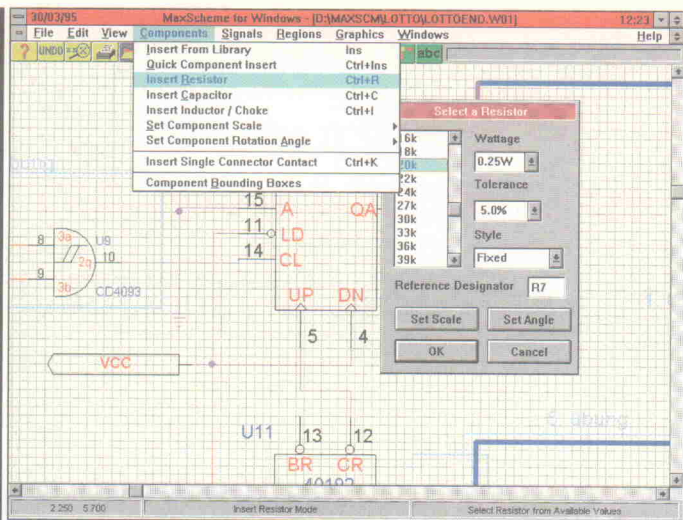 30/03/95 MaxScheme for Windows - [D:\MAXSCM\LOTTO\LOTTOEND.W01] 12:23
File Edit View Components Signals Regions Graphics Windows Help
? UNDO abc
Insert From Library Ins
Quick Component Insert Ctrl+Ins
Insert Resistor Ctrl+R
Insert Capacitor Ctrl+C
Insert Inductor / Choke Ctrl+I
Set Component Scale
Set Component Rotation Angle
Insert Single Connector Contact Ctrl+K
Component Bounding Boxes
Select a Resistor
16k
18k
20k
22k
24k
27k
30k
33k
36k
39k
Wattage
0.25W
Tolerance
5.0%
Style
Fixed
Reference Designator R7
Set Scale Set Angle
OK Cancel
15 A QA
11 LD
14 CL
UP DN
5 4
8 3a U9
2q 10
9 3b CD4093
VCC
U11 13 12
BR CR
40192
2.250 5.700 Insert Resistor Mode Select Resistor from Available Values